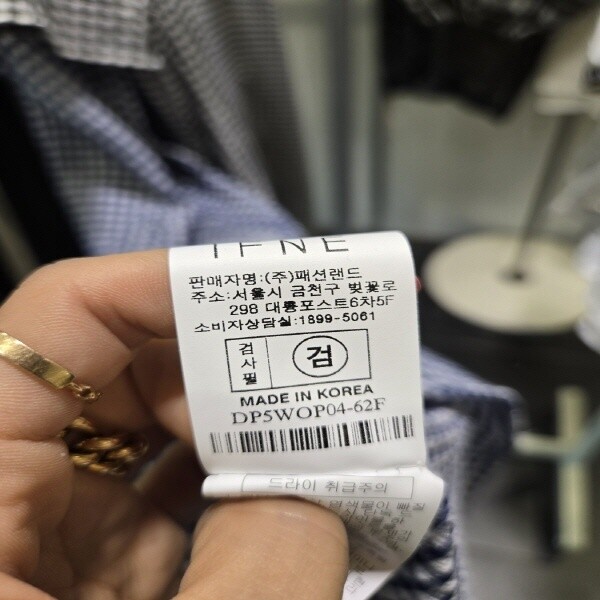 IFNE
판매자명:(주)패션랜드
주소:서울시 금천구 벚꽃로
298 대륭포스트6차5F
소비자상담실:1899-5061
검사필
검
MADE IN KOREA
DP5WOP04-62F
드라이 취급주의